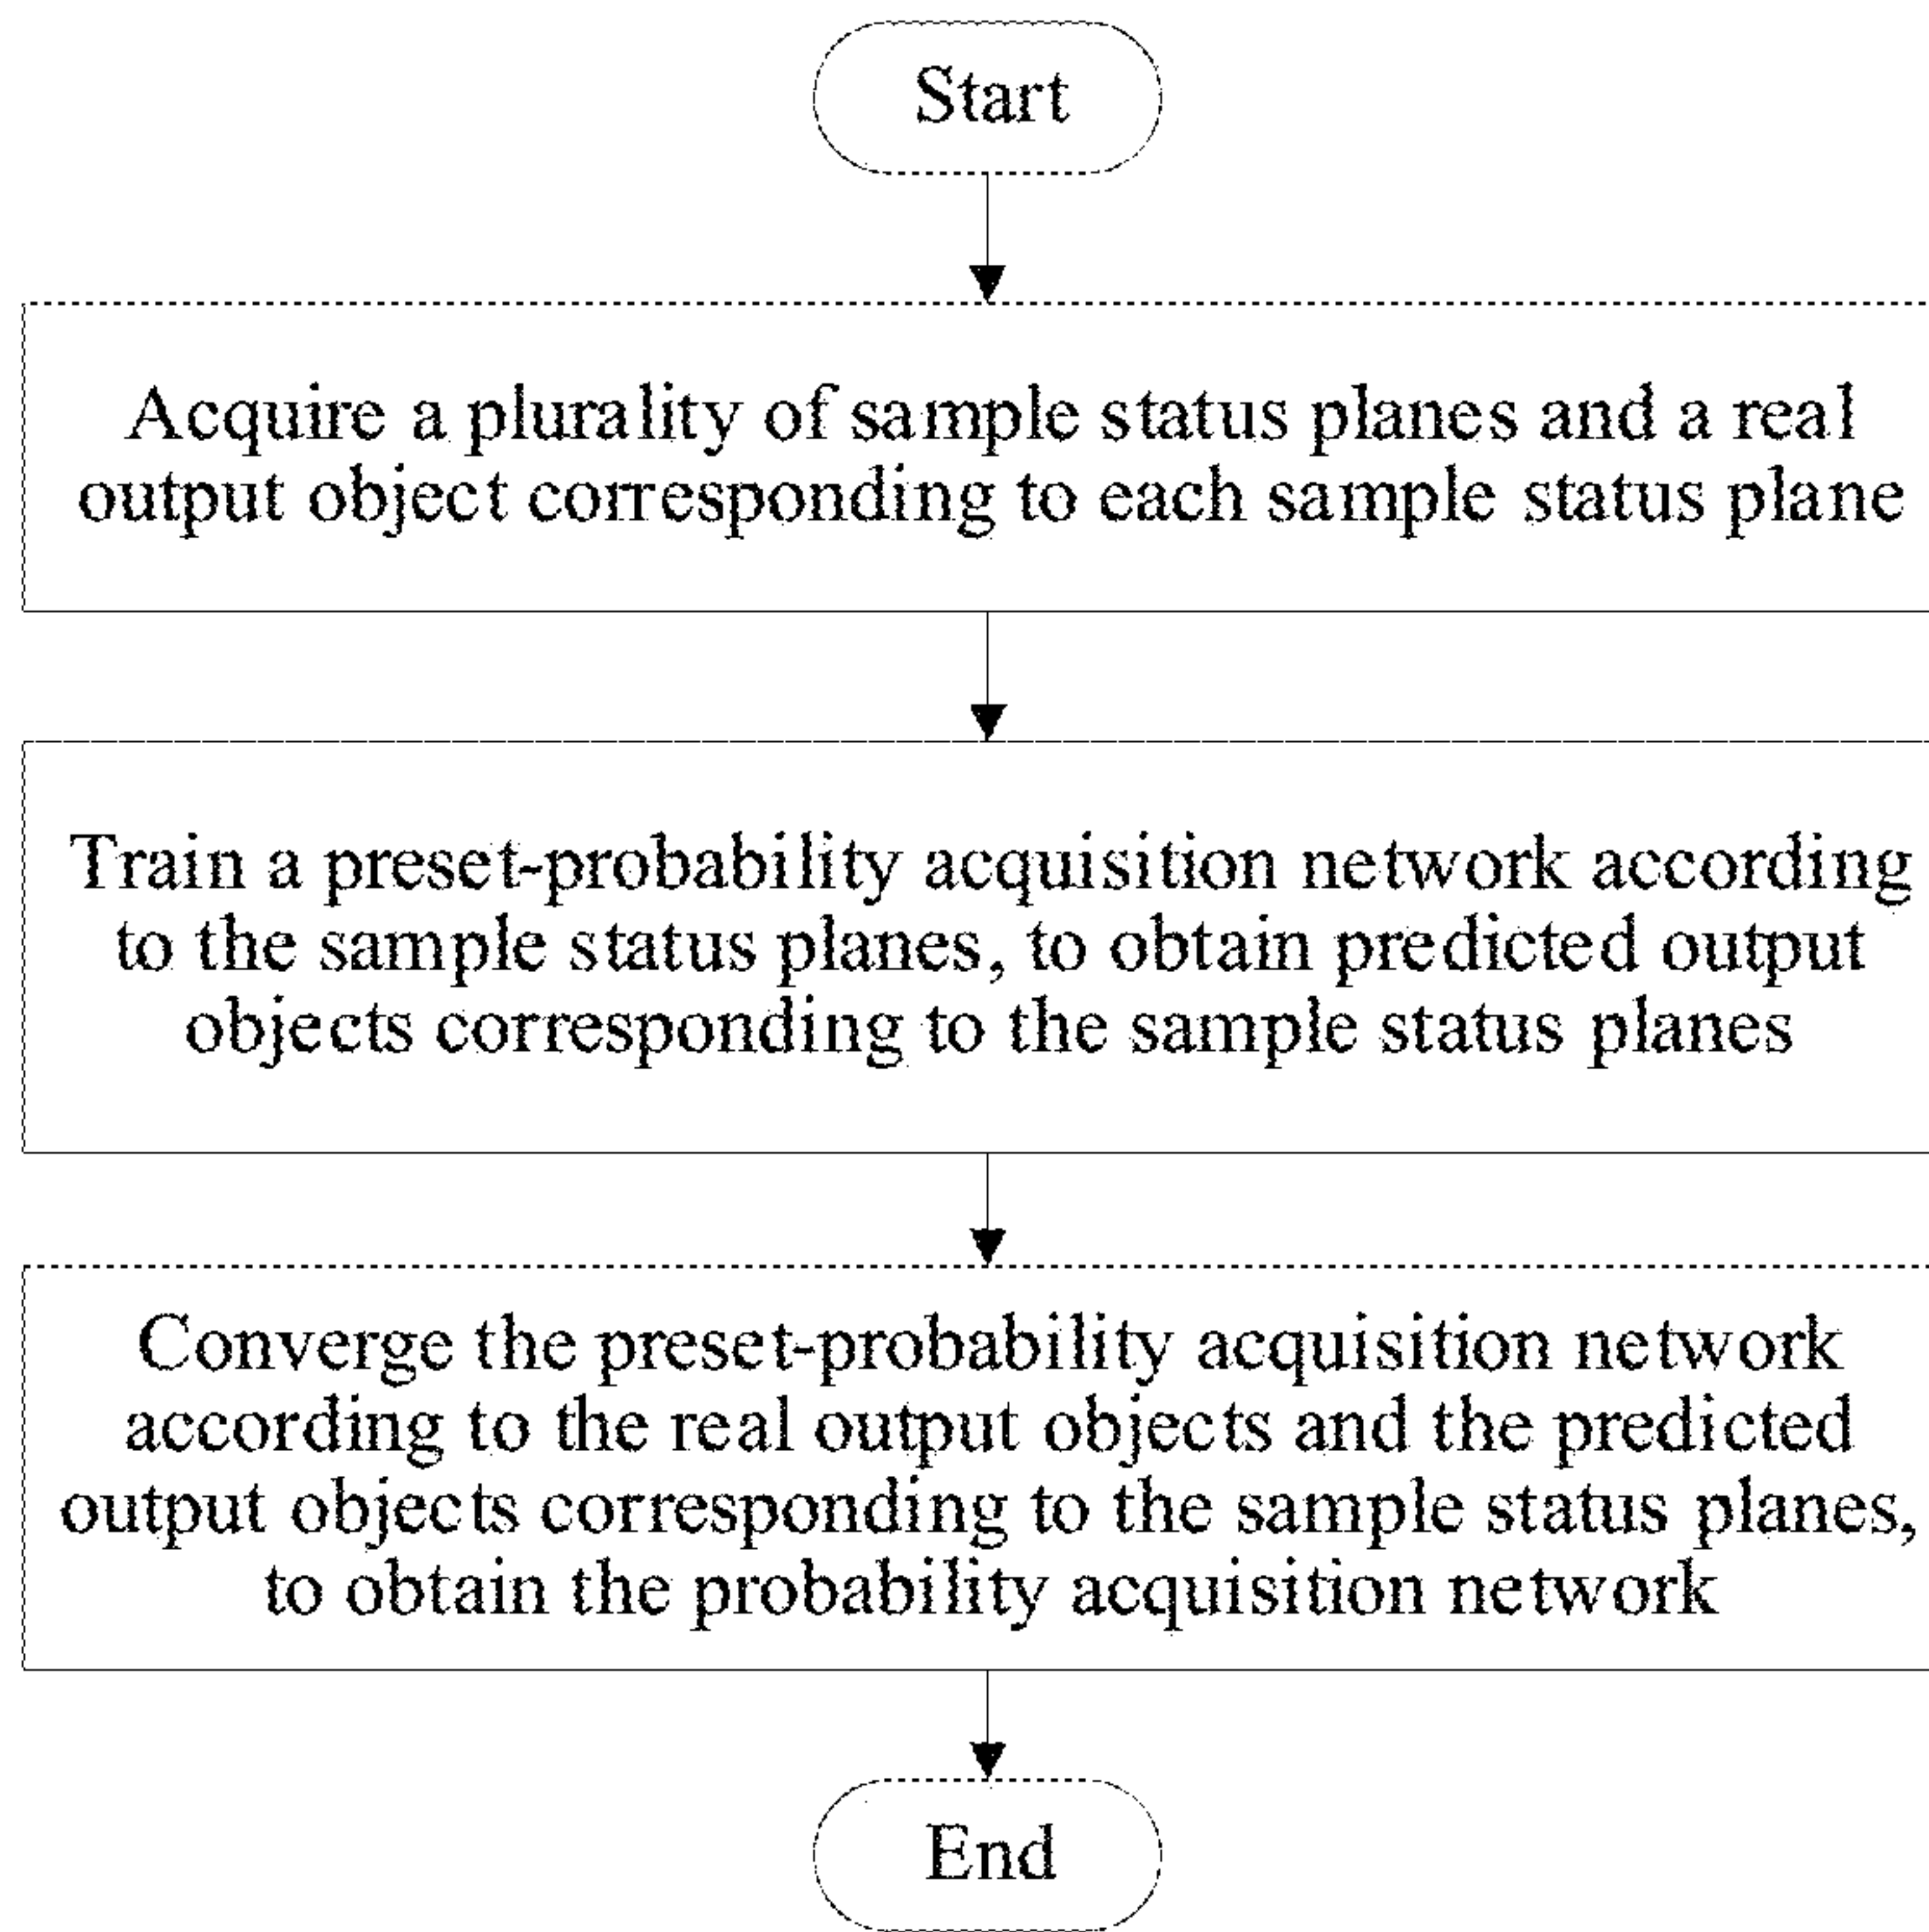 Start
Acquire a plurality of sample status planes and a real
output object corresponding to each sample status plane
Train a preset-probability acquisition network according
to the sample status planes, to obtain predicted output
objects corresponding to the sample status planes
Converge the preset-probability acquisition network
according to the real output objects and the predicted
output objects corresponding to the sample status planes,
to obtain the probability acquisition network
End